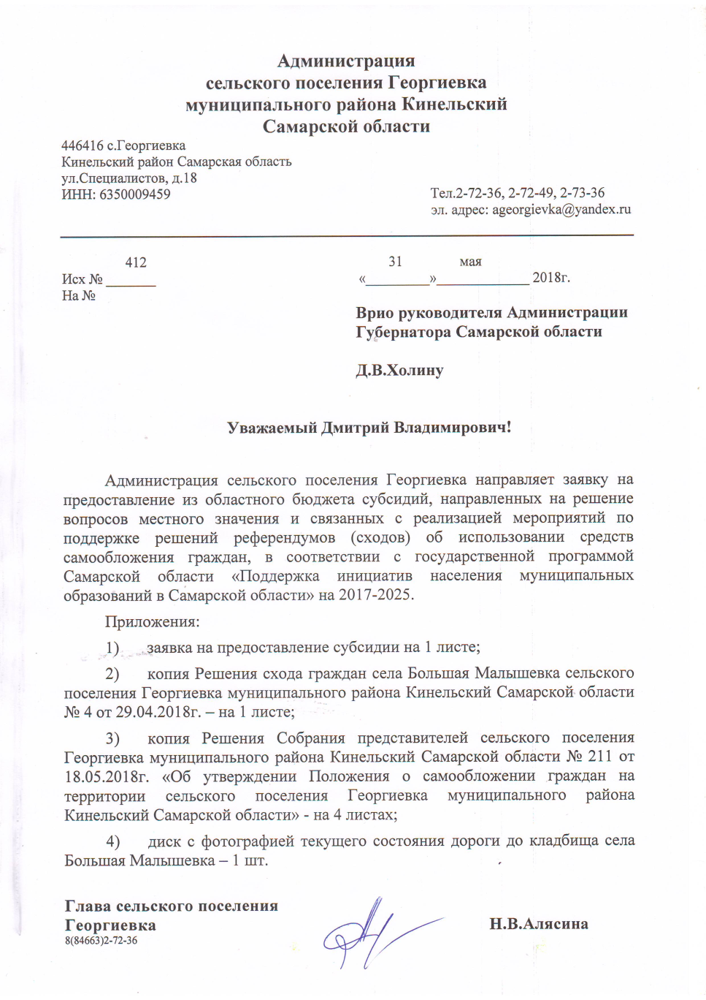 Администрация
сельского поселения Георгиевка
муниципального района Кинельский
Самарской области
446416 с.Георгиевка
Кинельский район Самарская область
ул.Специалистов, д.18
ИНН: 6350009459
Тел.2-72-36, 2-72-49, 2-73-36
эл. адрес: ageorgievka@yandex.ru
412 31 мая
Исх № _______ «_________»_____________ 2018г.
На №
Врио руководителя Администрации
Губернатора Самарской области
Д.В.Холину
Уважаемый Дмитрий Владимирович!
Администрация сельского поселения Георгиевка направляет заявку на
предоставление из областного бюджета субсидий, направленных на решение
вопросов местного значения и связанных с реализацией мероприятий по
поддержке решений референдумов (сходов) об использовании средств
самообложения граждан, в соответствии с государственной программой
Самарской области «Поддержка инициатив населения муниципальных
образований в Самарской области» на 2017-2025.
Приложения:
1) заявка на предоставление субсидии на 1 листе;
2) копия Решения схода граждан села Большая Малышевка сельского
поселения Георгиевка муниципального района Кинельский Самарской области
№ 4 от 29.04.2018г. – на 1 листе;
3) копия Решения Собрания представителей сельского поселения
Георгиевка муниципального района Кинельский Самарской области № 211 от
18.05.2018г. «Об утверждении Положения о самообложении граждан на
территории сельского поселения Георгиевка муниципального района
Кинельский Самарской области» - на 4 листах;
4) диск с фотографией текущего состояния дороги до кладбища села
Большая Малышевка – 1 шт.
Глава сельского поселения
Георгиевка Н.В.Алясина
8(84663)2-72-36